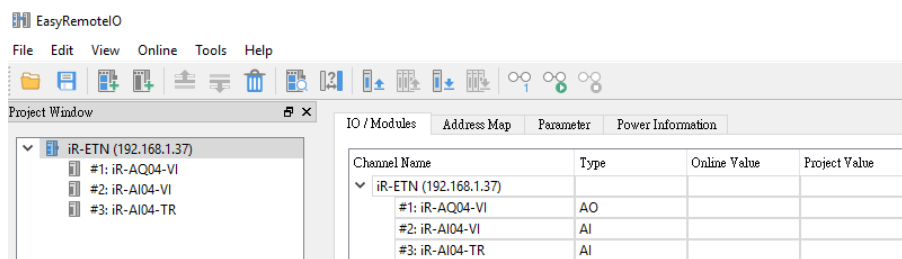 EasyRemoteIO
File Edit View Online Tools Help
Project Window
iR-ETN (192.168.1.37)
#1: iR-AQ04-VI
#2: iR-AI04-VI
#3: iR-AI04-TR
IO / Modules Address Map Parameter Power Information
Channel Name Type Online Value Project Value
iR-ETN (192.168.1.37)
#1: iR-AQ04-VI AO
#2: iR-AI04-VI AI
#3: iR-AI04-TR AI